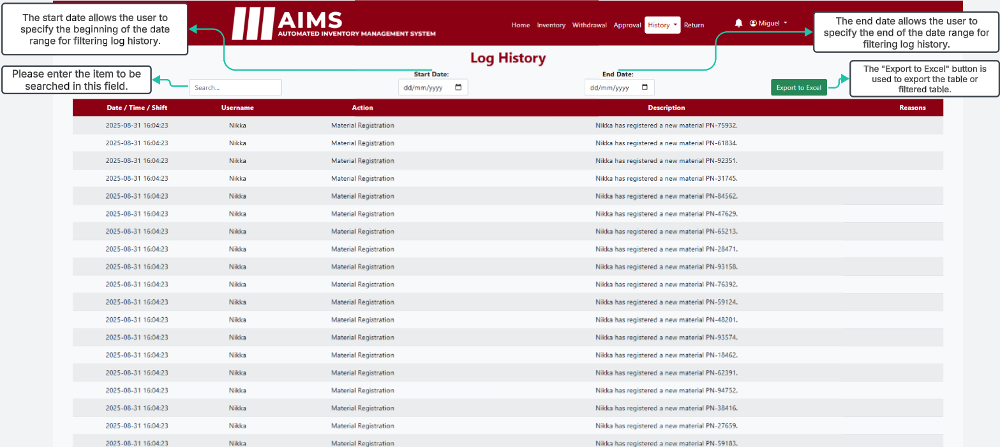 The start date allows the user to
specify the beginning of the date
range for filtering log history.
AIMS
AUTOMATED INVENTORY MANAGEMENT SYSTEM
Home Inventory Withdrawal Approval History Return
Miguel
The end date allows the user to
specify the end of the date range for
filtering log history.
Log History
Please enter the item to be
searched in this field.
Search...
Start Date:
dd/mm/yyyy
End Date:
dd/mm/yyyy
Export to Excel
The "Export to Excel" button is
used to export the table or
filtered table.
Date / Time / Shift Username Action Description Reasons
2025-08-31 16:04:23 Nikka Material Registration Nikka has registered a new material PN-75932.
2025-08-31 16:04:23 Nikka Material Registration Nikka has registered a new material PN-61834.
2025-08-31 16:04:23 Nikka Material Registration Nikka has registered a new material PN-92351.
2025-08-31 16:04:23 Nikka Material Registration Nikka has registered a new material PN-31745.
2025-08-31 16:04:23 Nikka Material Registration Nikka has registered a new material PN-84562.
2025-08-31 16:04:23 Nikka Material Registration Nikka has registered a new material PN-47629.
2025-08-31 16:04:23 Nikka Material Registration Nikka has registered a new material PN-65213.
2025-08-31 16:04:23 Nikka Material Registration Nikka has registered a new material PN-28471.
2025-08-31 16:04:23 Nikka Material Registration Nikka has registered a new material PN-93158.
2025-08-31 16:04:23 Nikka Material Registration Nikka has registered a new material PN-76392.
2025-08-31 16:04:23 Nikka Material Registration Nikka has registered a new material PN-59124.
2025-08-31 16:04:23 Nikka Material Registration Nikka has registered a new material PN-48201.
2025-08-31 16:04:23 Nikka Material Registration Nikka has registered a new material PN-93574.
2025-08-31 16:04:23 Nikka Material Registration Nikka has registered a new material PN-18462.
2025-08-31 16:04:23 Nikka Material Registration Nikka has registered a new material PN-62391.
2025-08-31 16:04:23 Nikka Material Registration Nikka has registered a new material PN-94752.
2025-08-31 16:04:23 Nikka Material Registration Nikka has registered a new material PN-38416.
2025-08-31 16:04:23 Nikka Material Registration Nikka has registered a new material PN-27659.
2025-08-31 16:04:23 Nikka Material Registration Nikka has registered a new material PN-59183.